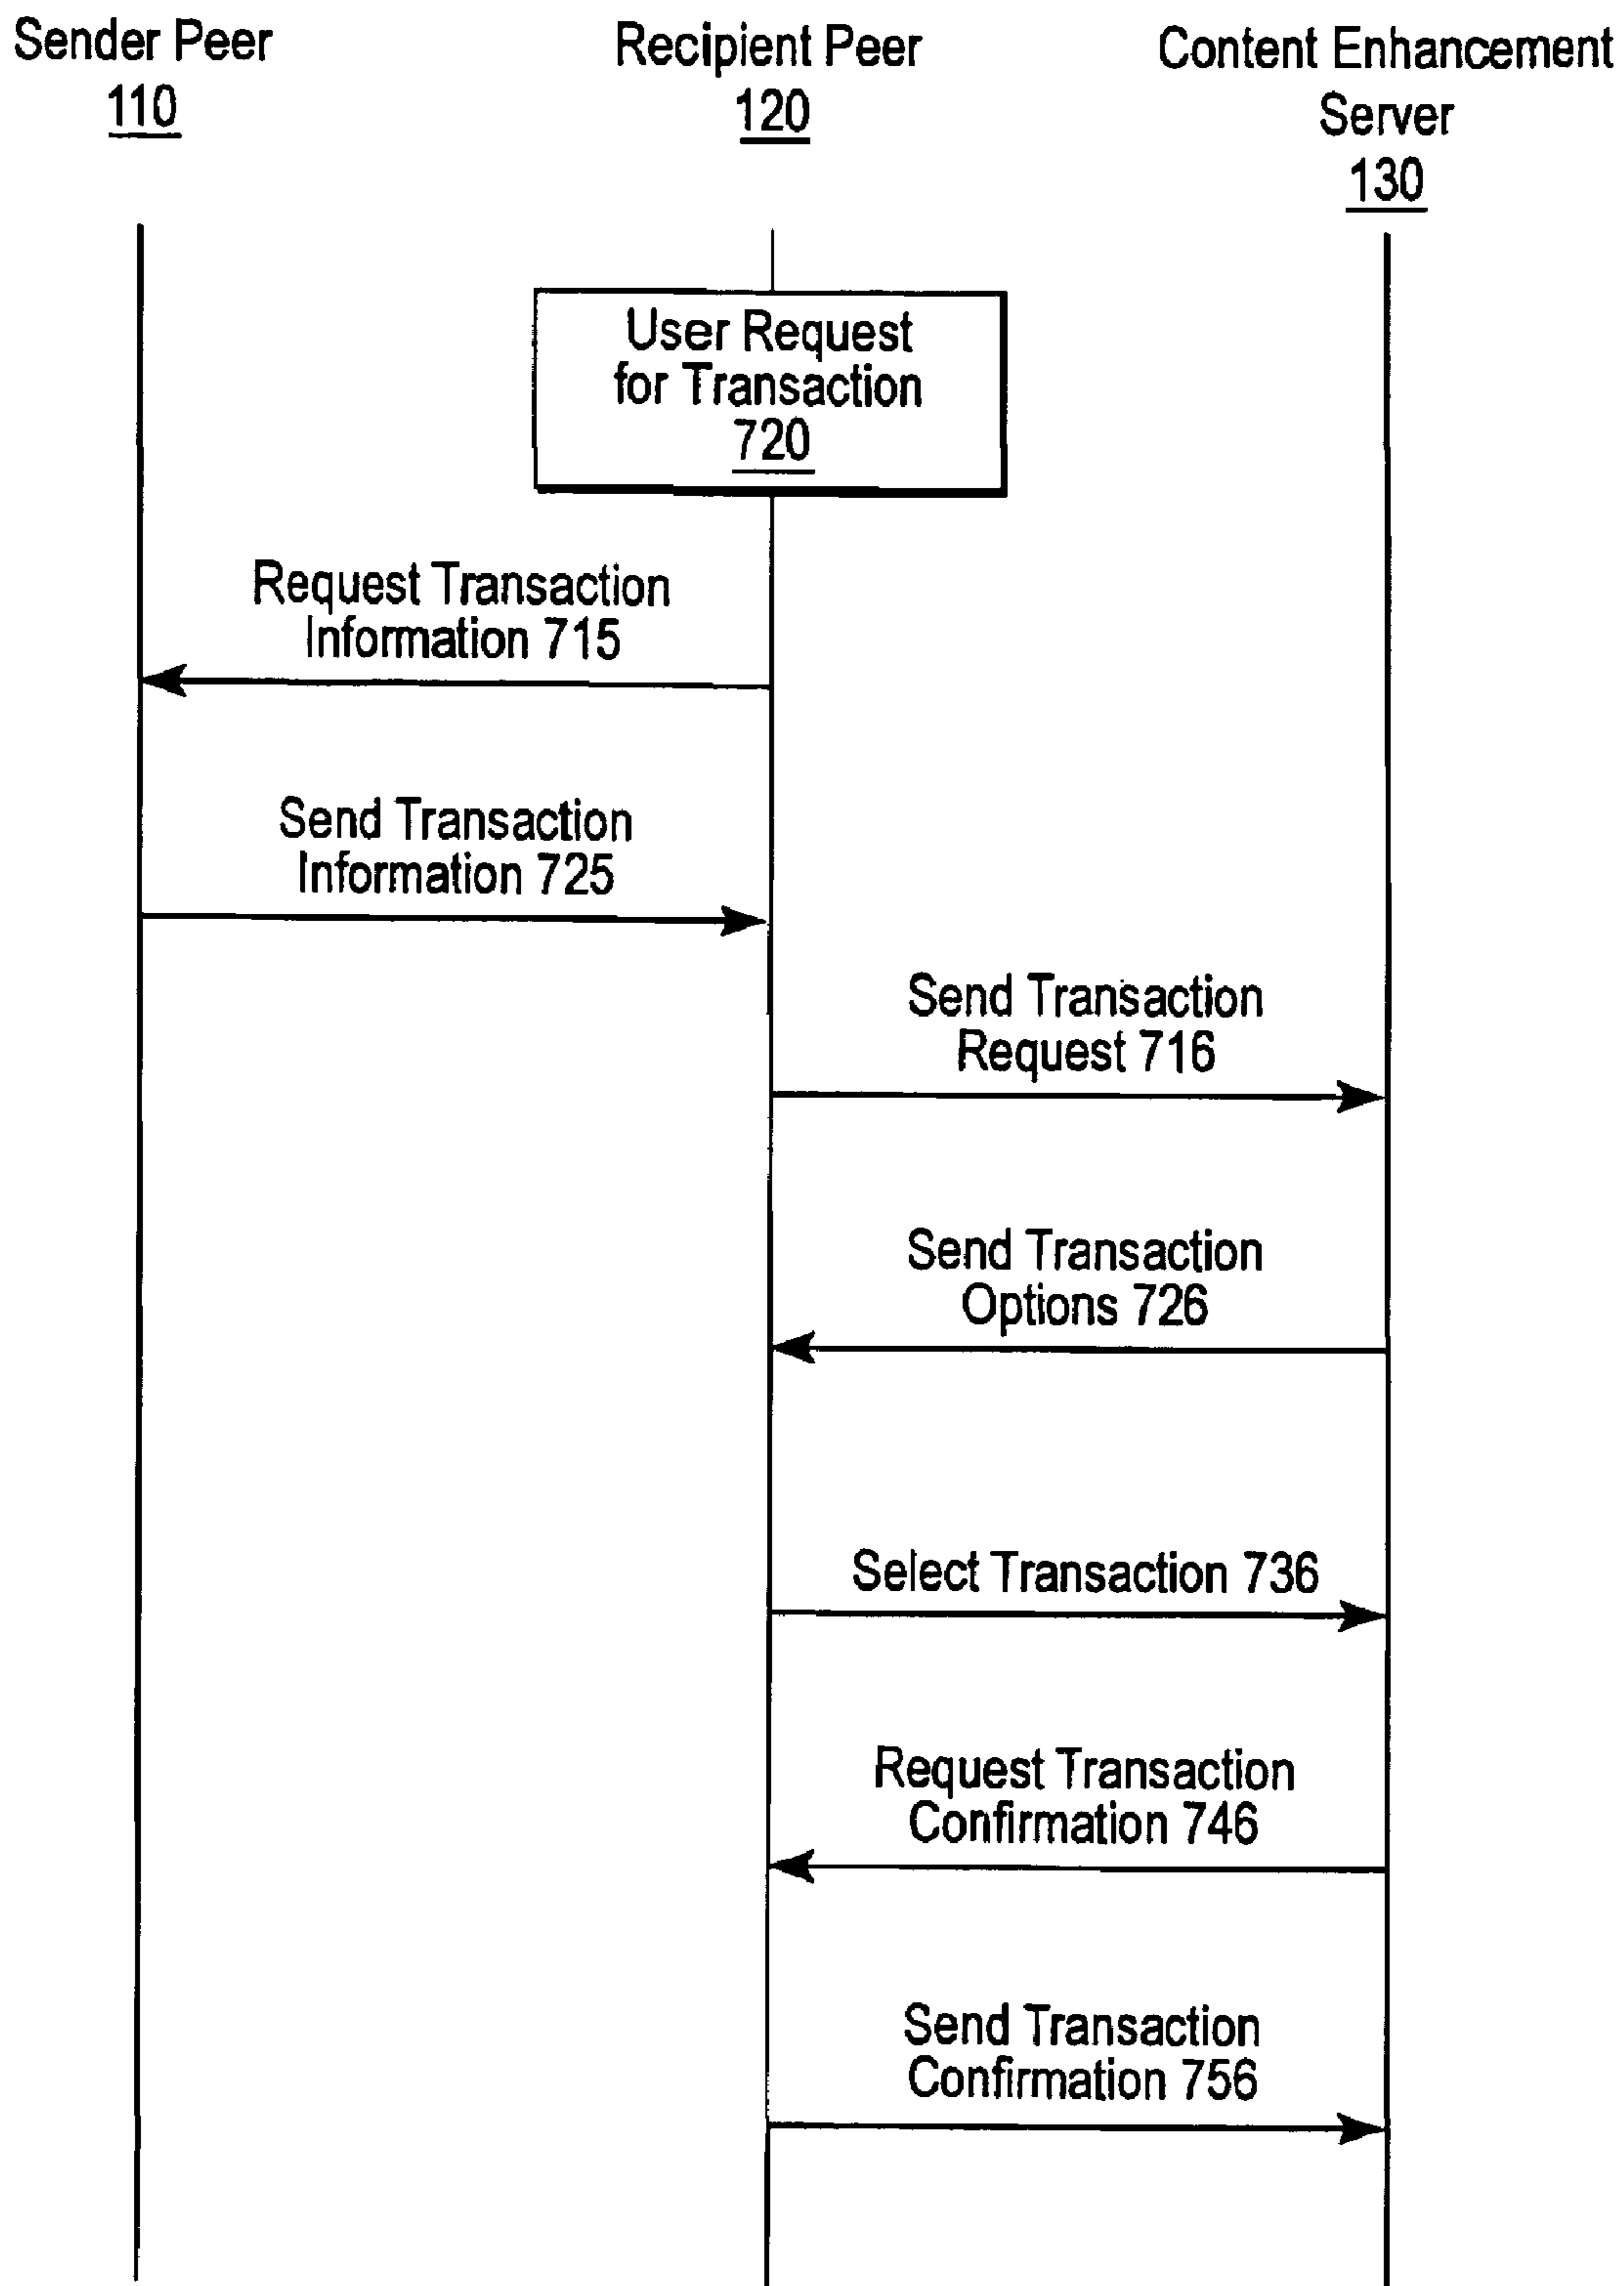 Sender Peer
110
Recipient Peer
120
Content Enhancement
Server
130
User Request
for Transaction
720
Request Transaction
Information 715
Send Transaction
Information 725
Send Transaction
Request 716
Send Transaction
Options 726
Select Transaction 736
Request Transaction
Confirmation 746
Send Transaction
Confirmation 756